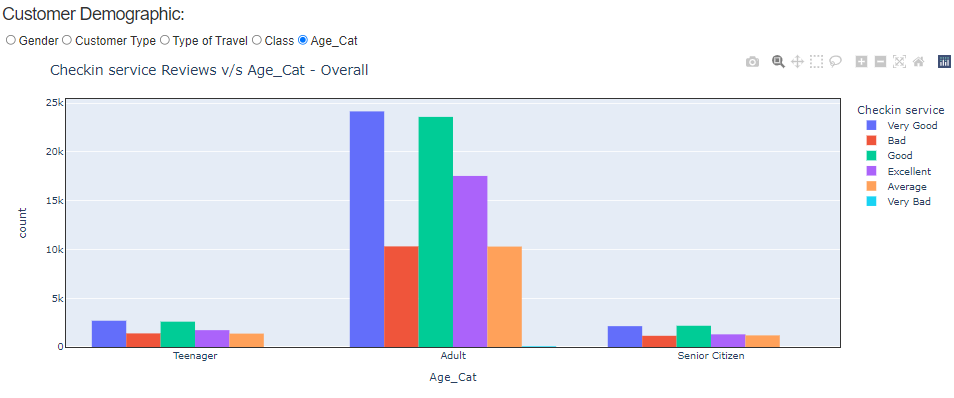 Customer Demographic:
Gender Customer Type Type of Travel Class Age_Cat
Checkin service Reviews v/s Age_Cat - Overall
25k
20k
15k
10k
5k
0
count
Teenager Adult Senior Citizen
Age_Cat
Checkin service
Very Good
Bad
Good
Excellent
Average
Very Bad